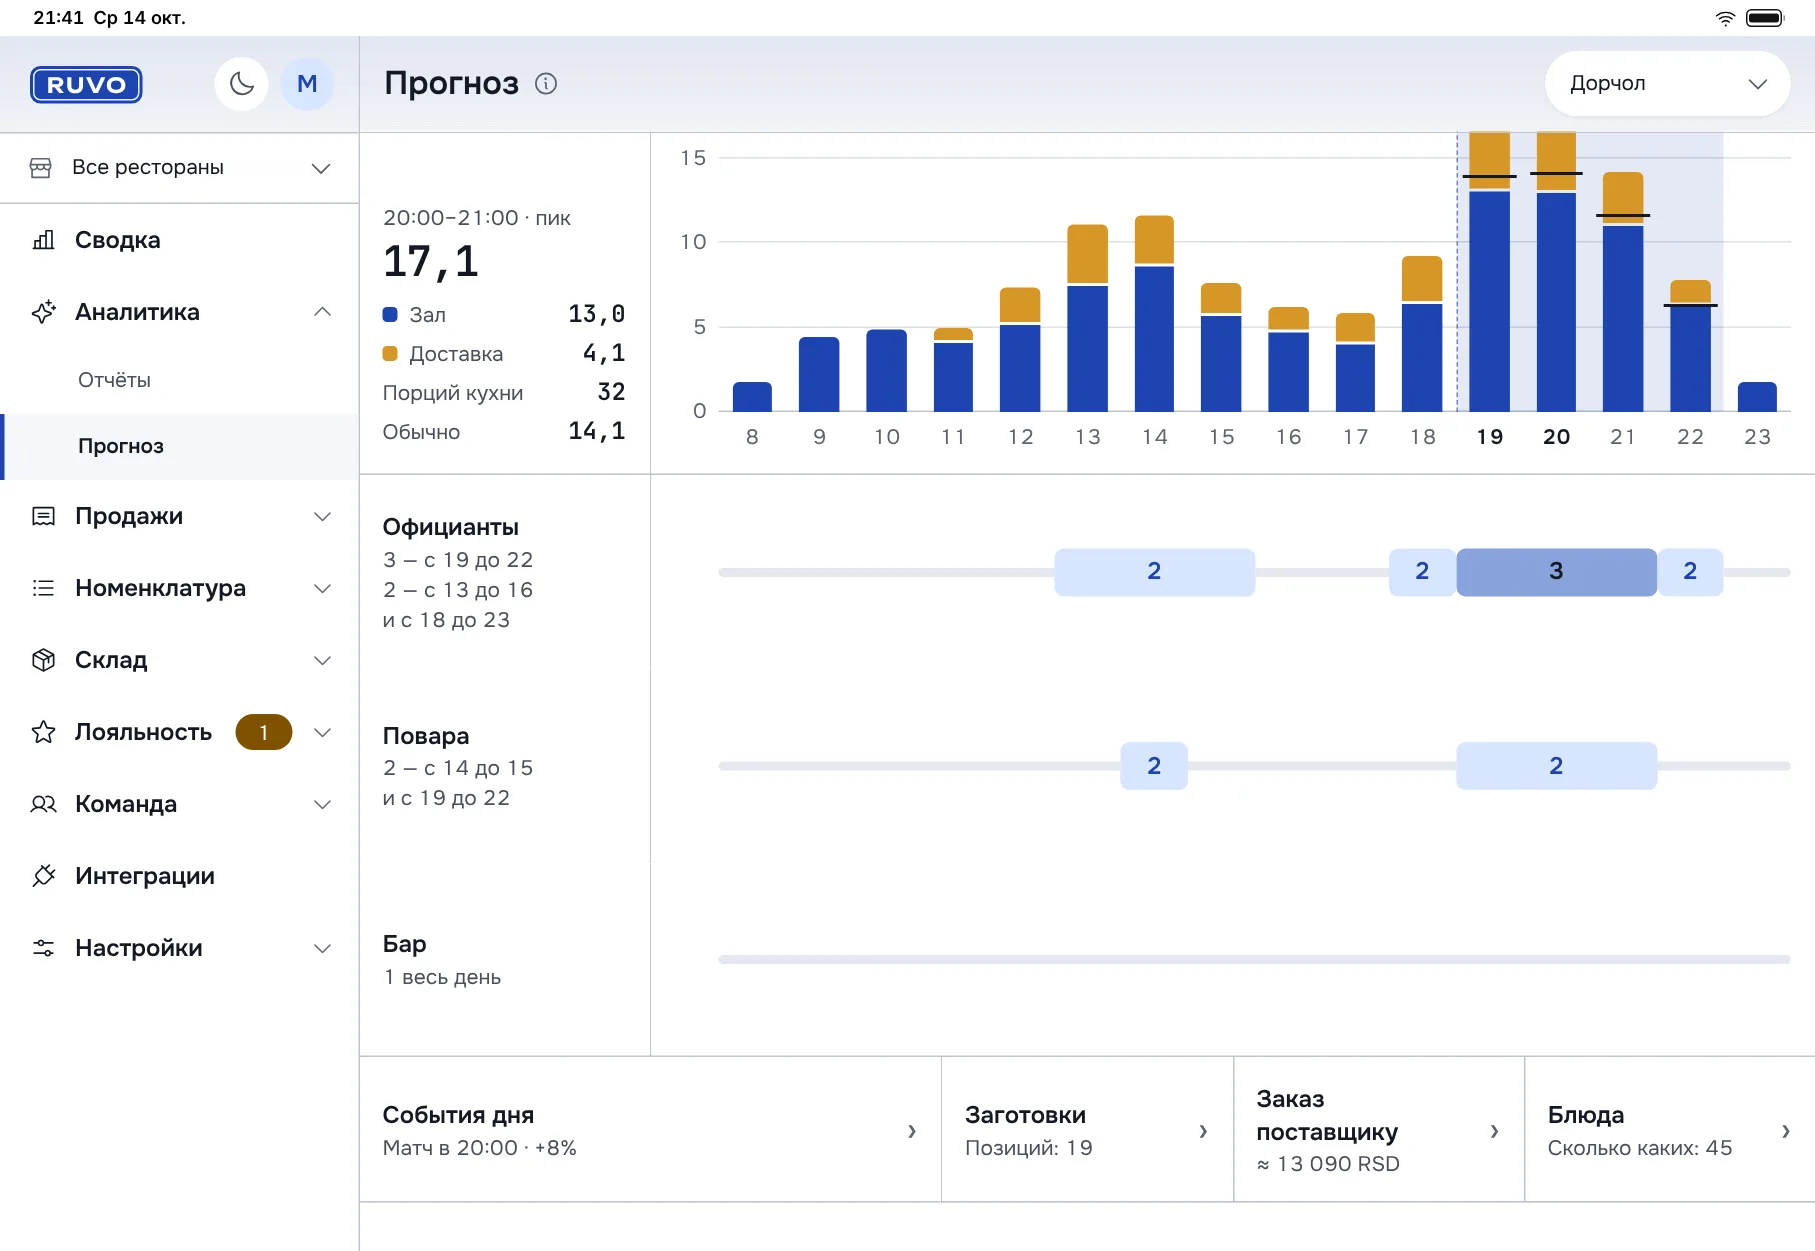 21:41 Ср 14 окт.
RUVO
M
Прогноз
Дорчол
Все рестораны
Сводка
Аналитика
Отчёты
Прогноз
Продажи
Номенклатура
Склад
Лояльность 1
Команда
Интеграции
Настройки
20:00–21:00 · пик
17,1
Зал 13,0
Доставка 4,1
Порций кухни 32
Обычно 14,1
15
10
5
0
8 9 10 11 12 13 14 15 16 17 18 19 20 21 22 23
Официанты
3 — с 19 до 22
2 — с 13 до 16
и с 18 до 23
2 2 3 2
Повара
2 — с 14 до 15
и с 19 до 22
2 2
Бар
1 весь день
События дня
Матч в 20:00 · +8%
Заготовки
Позиций: 19
Заказ
поставщику
≈ 13 090 RSD
Блюда
Сколько каких: 45